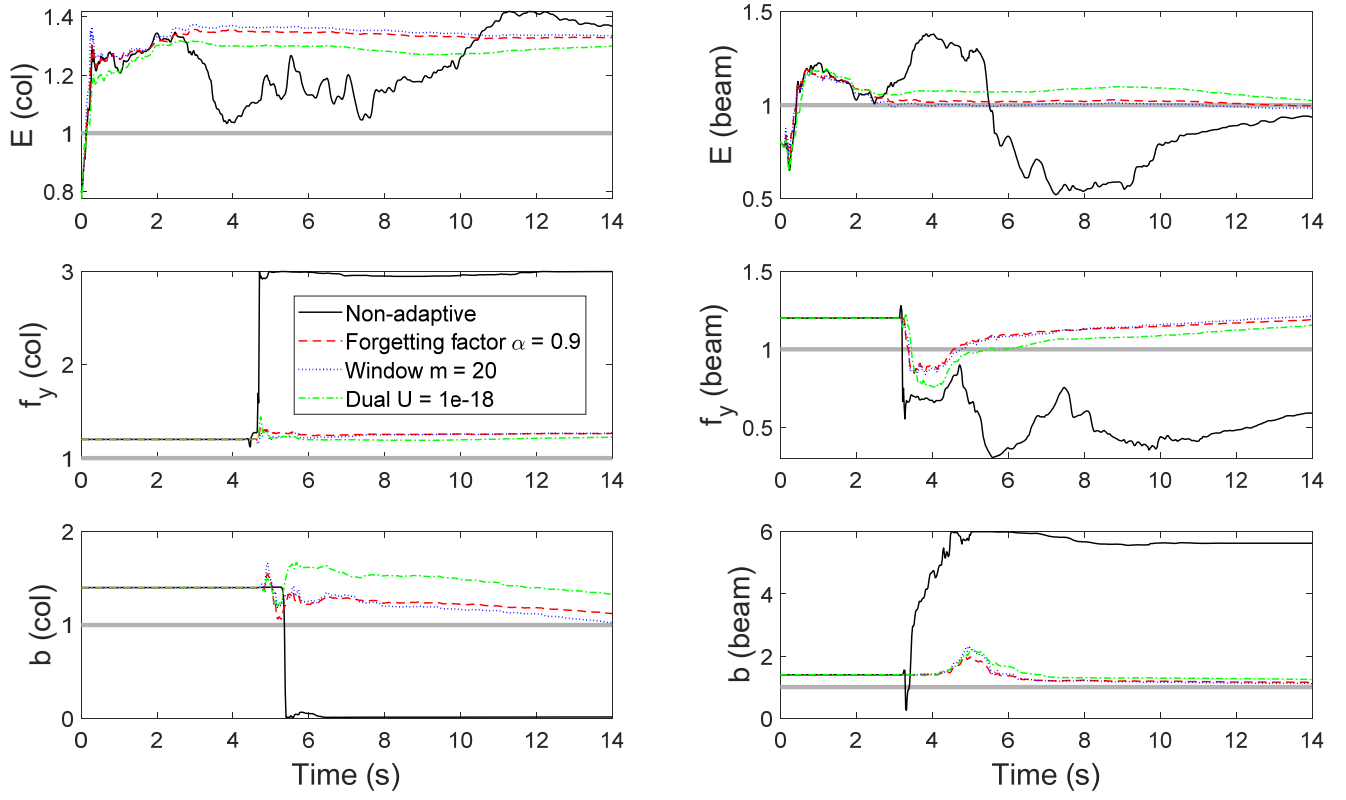 E (col)
1.4
1.2
1
0.8
0 2 4 6 8 10 12 14
E (beam)
1.5
1
0.5
0 2 4 6 8 10 12 14
f_y (col)
3
2
1
0 2 4 6 8 10 12 14
Non-adaptive
Forgetting factor α = 0.9
Window m = 20
Dual U = 1e-18
f_y (beam)
1.5
1
0.5
0 2 4 6 8 10 12 14
b (col)
2
1
0
0 2 4 6 8 10 12 14
Time (s)
b (beam)
6
4
2
0
0 2 4 6 8 10 12 14
Time (s)